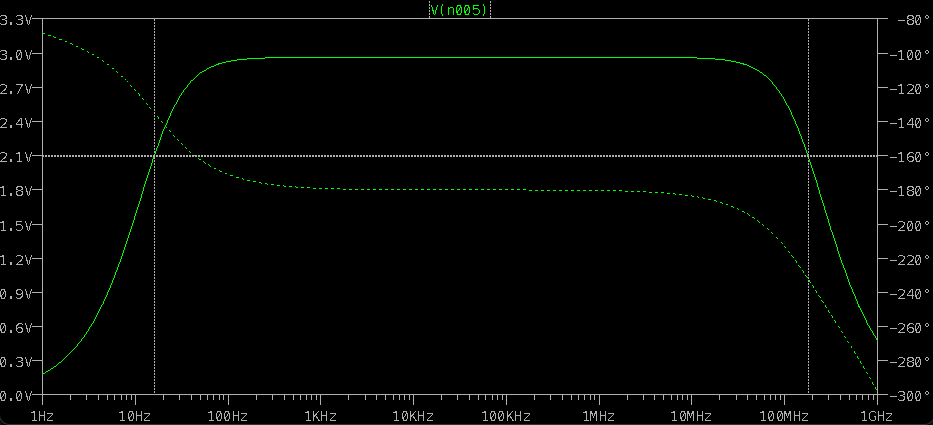 V(n005)
3.3V
3.0V
2.7V
2.4V
2.1V
1.8V
1.5V
1.2V
0.9V
0.6V
0.3V
0.0V
-80°
-100°
-120°
-140°
-160°
-180°
-200°
-220°
-240°
-260°
-280°
-300°
1Hz 10Hz 100Hz 1KHz 10KHz 100KHz 1MHz 10MHz 100MHz 1GHz